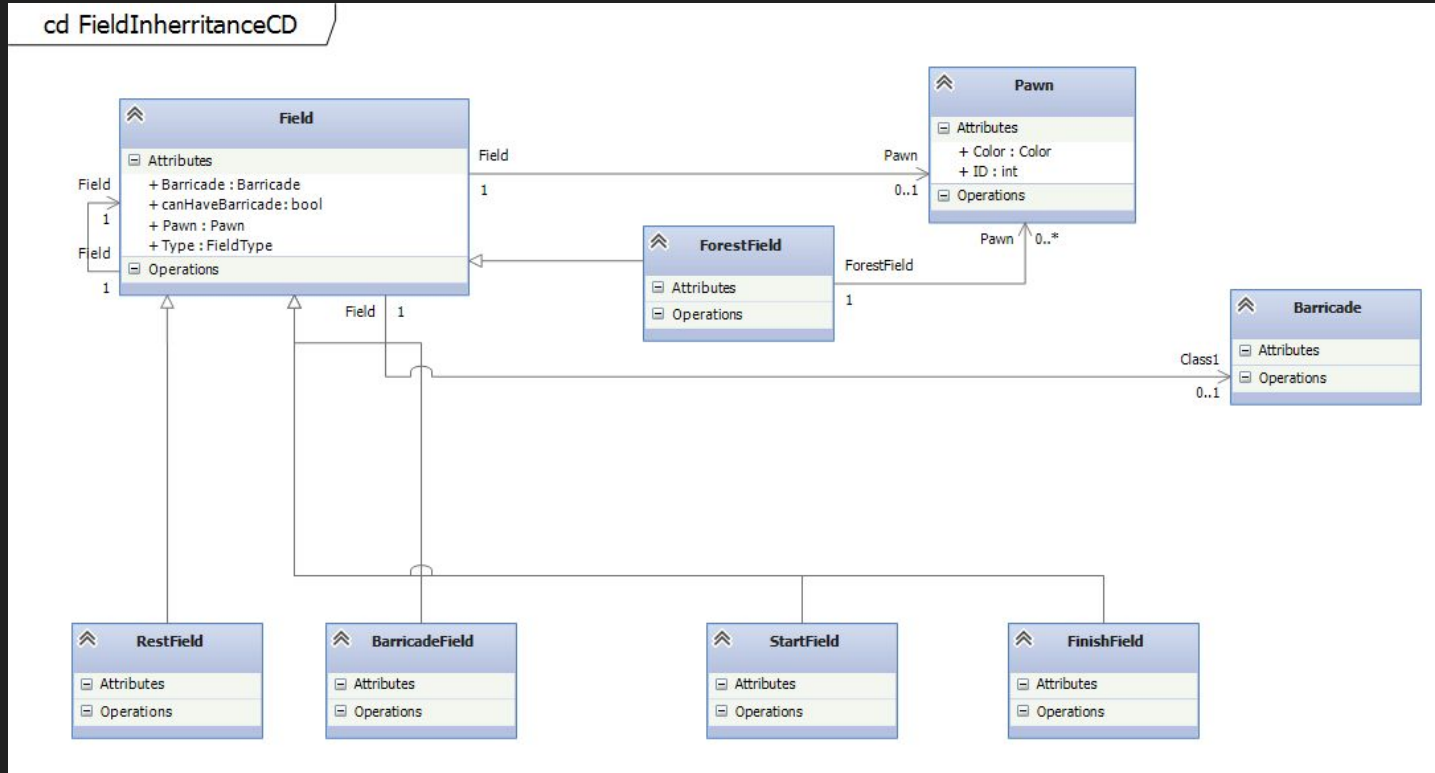 cd FieldInherritanceCD
Field
Attributes
+ Barricade : Barricade
+ canHaveBarricade: bool
+ Pawn : Pawn
+ Type : FieldType
Operations
Field
1
Field
1
Field
1
Pawn
0..1
Pawn
Attributes
+ Color : Color
+ ID : int
Operations
Pawn
0..*
ForestField
Attributes
Operations
ForestField
1
Field
1
Class1
0..1
Barricade
Attributes
Operations
RestField
Attributes
Operations
BarricadeField
Attributes
Operations
StartField
Attributes
Operations
FinishField
Attributes
Operations